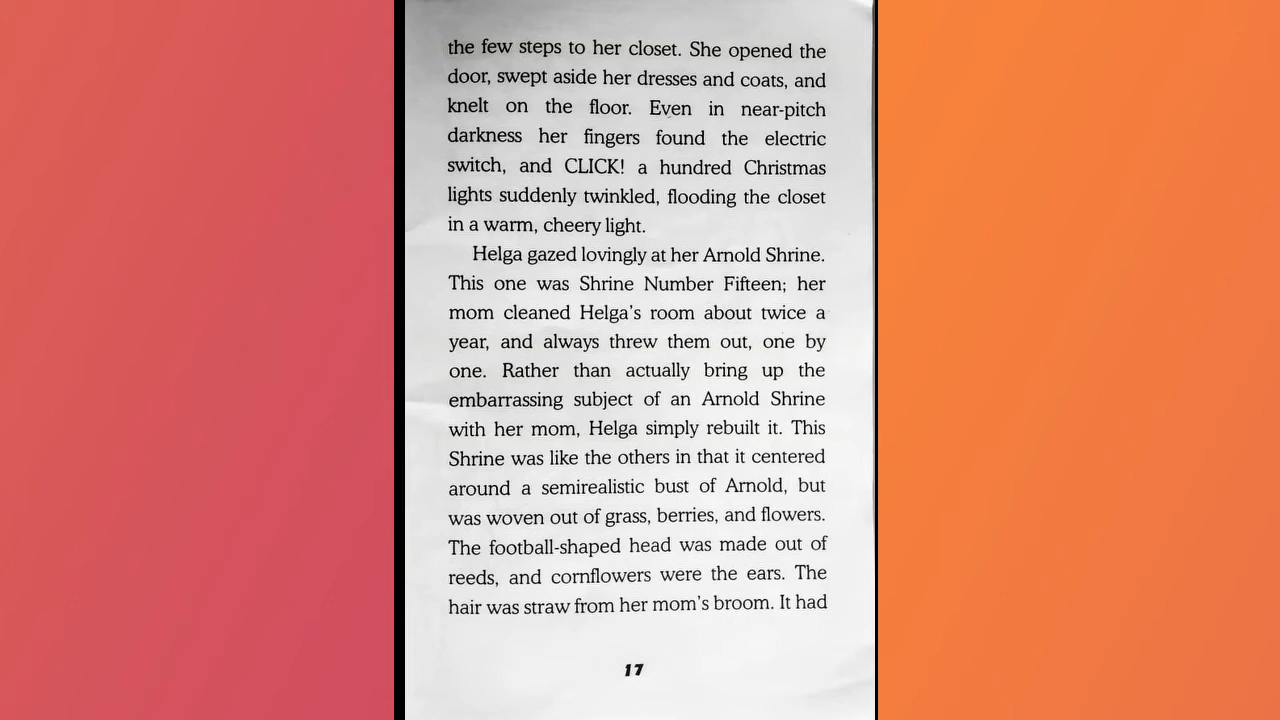 the few steps to her closet. She opened the
door, swept aside her dresses and coats, and
knelt on the floor. Even in near-pitch
darkness her fingers found the electric
switch, and CLICK! a hundred Christmas
lights suddenly twinkled, flooding the closet
in a warm, cheery light.
Helga gazed lovingly at her Arnold Shrine.
This one was Shrine Number Fifteen; her
mom cleaned Helga's room about twice a
year, and always threw them out, one by
one. Rather than actually bring up the
embarrassing subject of an Arnold Shrine
with her mom, Helga simply rebuilt it. This
Shrine was like the others in that it centered
around a semirealistic bust of Arnold, but
was woven out of grass, berries, and flowers.
The football-shaped head was made out of
reeds, and cornflowers were the ears. The
hair was straw from her mom's broom. It had
17